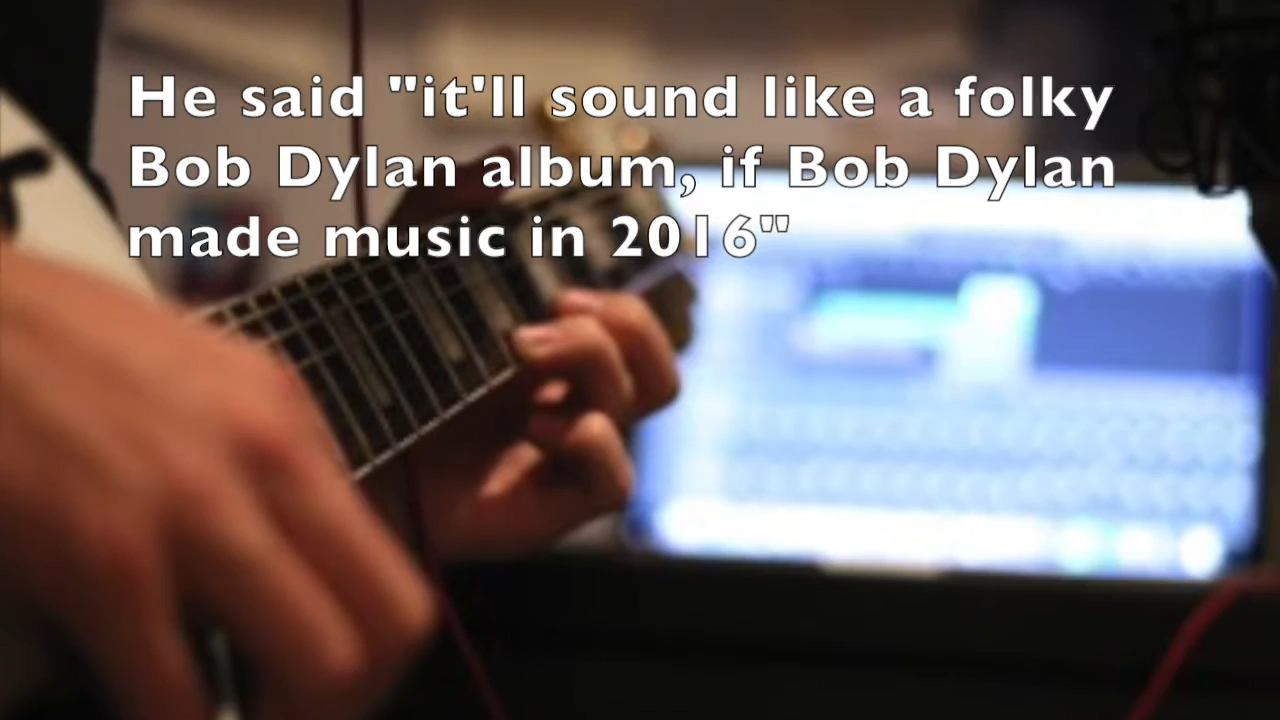 He said "it'll sound like a folky
Bob Dylan album, if Bob Dylan
made music in 2016"